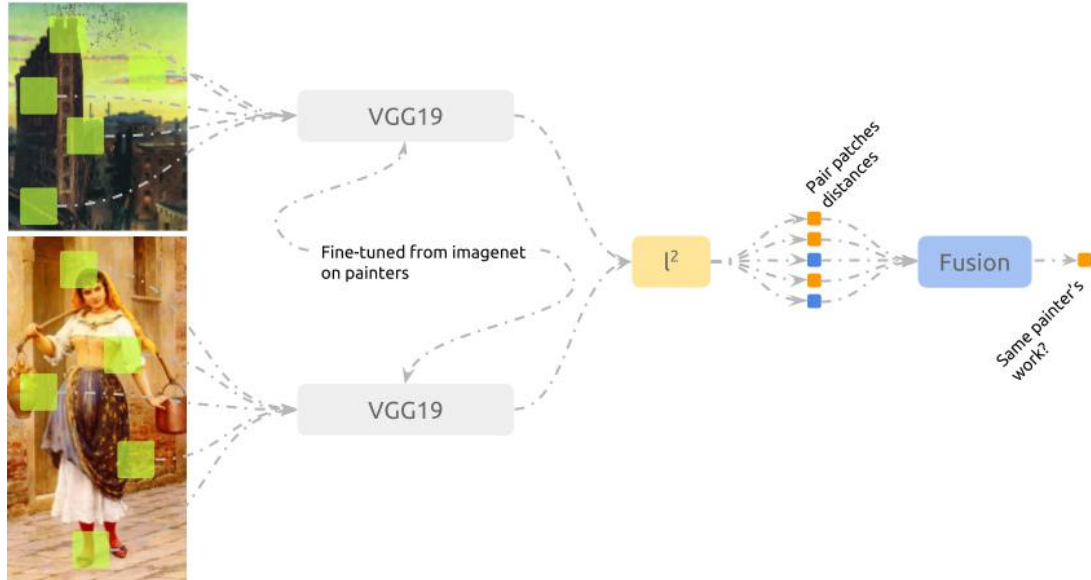 VGG19
Pair patches
distances
Fine-tuned from imagenet
on painters
l²
Fusion
Same painter's
work?
VGG19